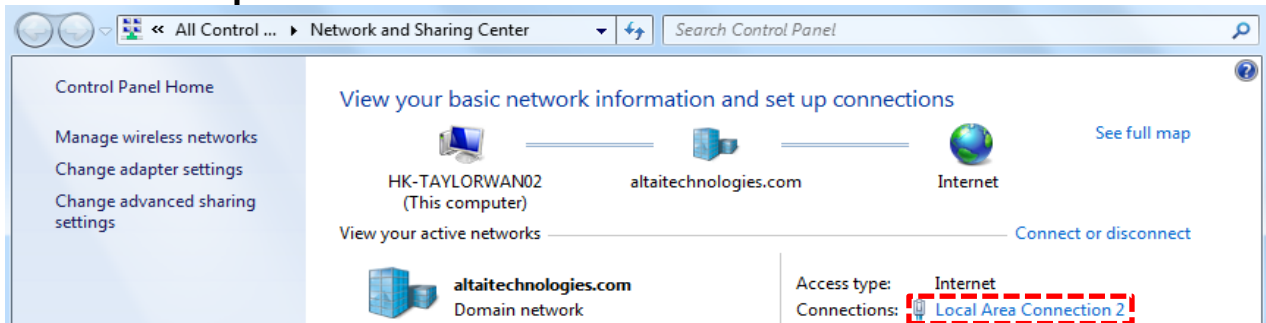 « All Control ... ▸ Network and Sharing Center
Search Control Panel
Control Panel Home
Manage wireless networks
Change adapter settings
Change advanced sharing
settings
View your basic network information and set up connections
See full map
HK-TAYLORWAN02
(This computer)
altaitechnologies.com
Internet
View your active networks
Connect or disconnect
altaitechnologies.com
Domain network
Access type: Internet
Connections: Local Area Connection 2